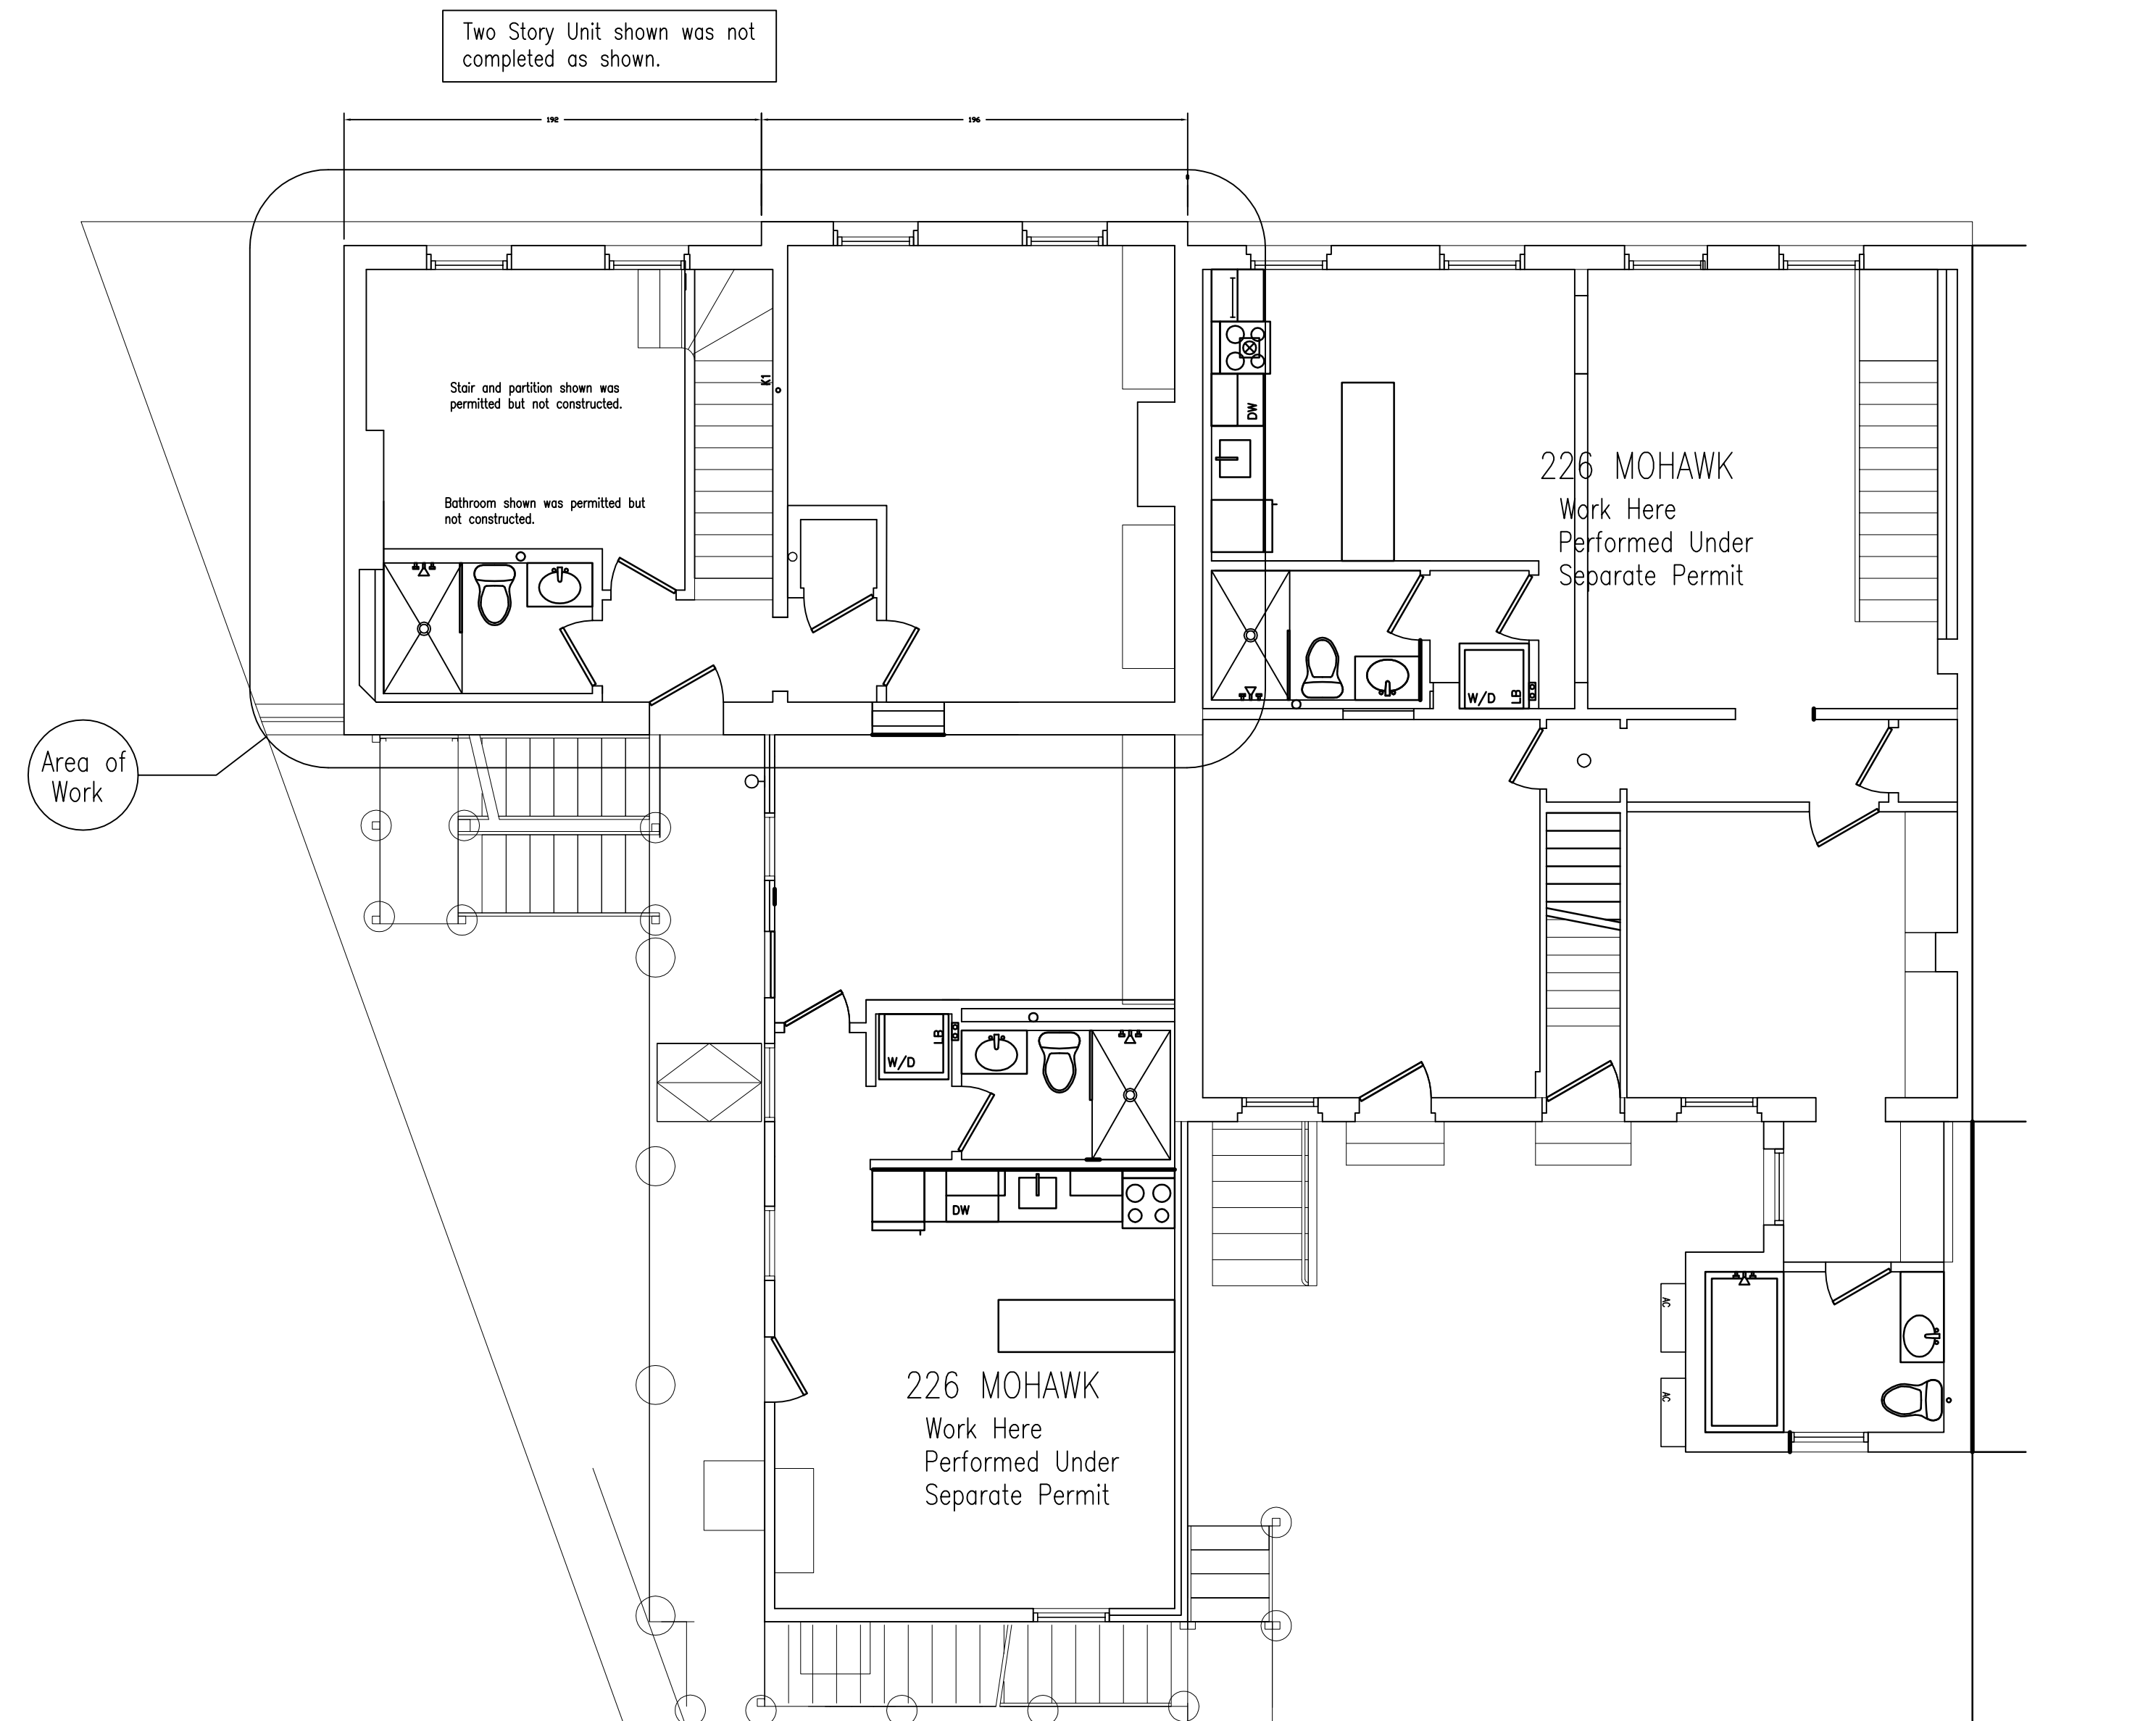 Two Story Unit shown was not
completed as shown.
192
196
Stair and partition shown was
permitted but not constructed.
K1
Bathroom shown was permitted but
not constructed.
DW
226 MOHAWK
Work Here
Performed Under
Separate Permit
W/D
LB
Area of
Work
W/D
LB
DW
AC
AC
226 MOHAWK
Work Here
Performed Under
Separate Permit